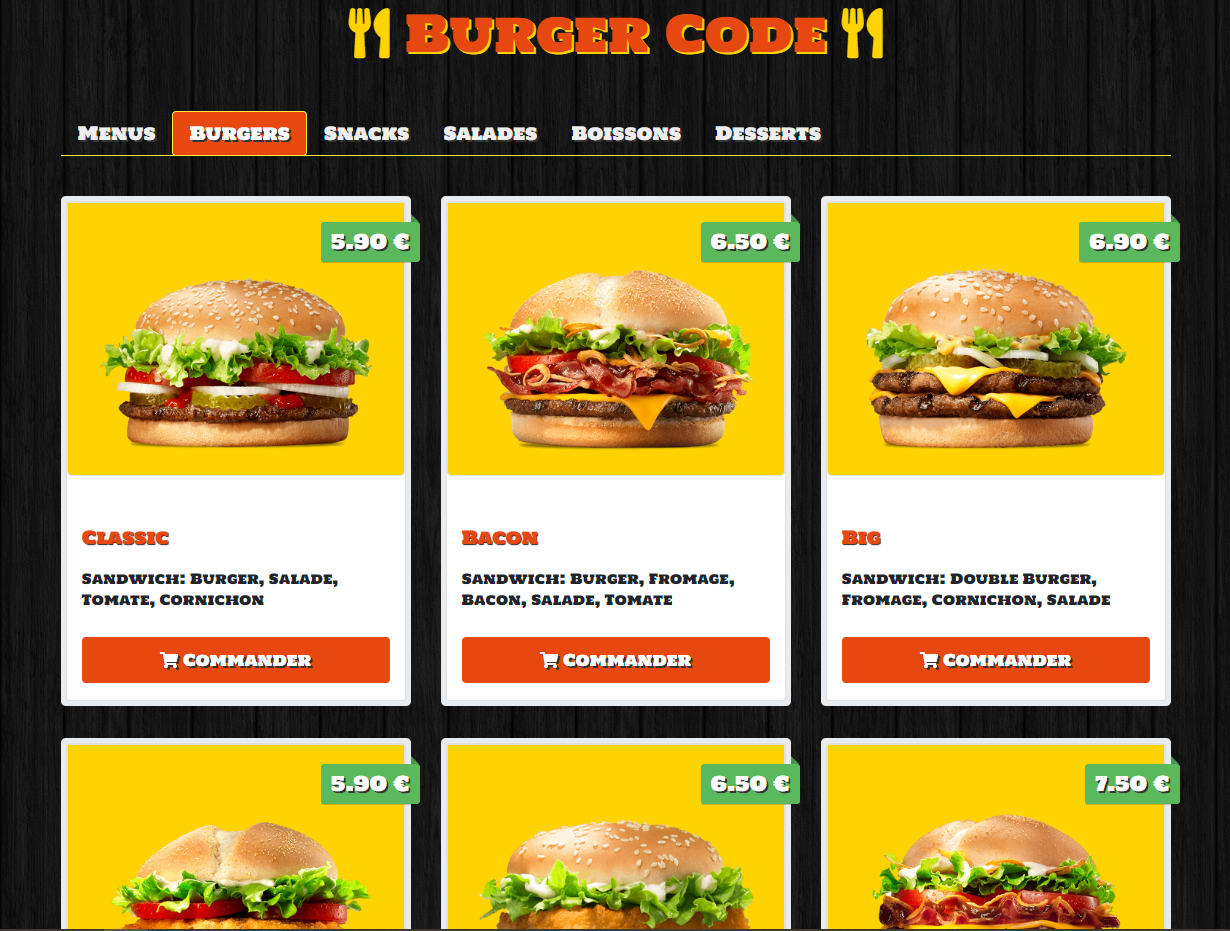 Burger Code
Menus Burgers Snacks Salades Boissons Desserts
5.90 € 6.50 € 6.90 €
Classic Bacon Big
Sandwich: Burger, Salade, Sandwich: Burger, Fromage, Sandwich: Double Burger,
Tomate, Cornichon Bacon, Salade, Tomate Fromage, Cornichon, Salade
Commander Commander Commander
5.90 € 6.50 € 7.50 €